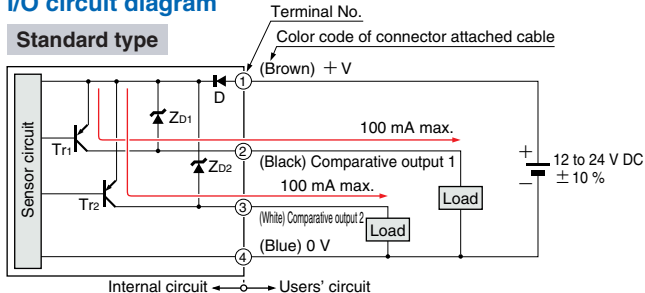 I/O circuit diagram
Standard type
Terminal No.
Color code of connector attached cable
1
(Brown) +V
D
ZD1
Tr1
100 mA max.
2
(Black) Comparative output 1
ZD2
Tr2
100 mA max.
3
(White) Comparative output 2
Load
Load
+
−
12 to 24 V DC
± 10 %
Sensor circuit
4
(Blue) 0 V
Internal circuit
Users' circuit